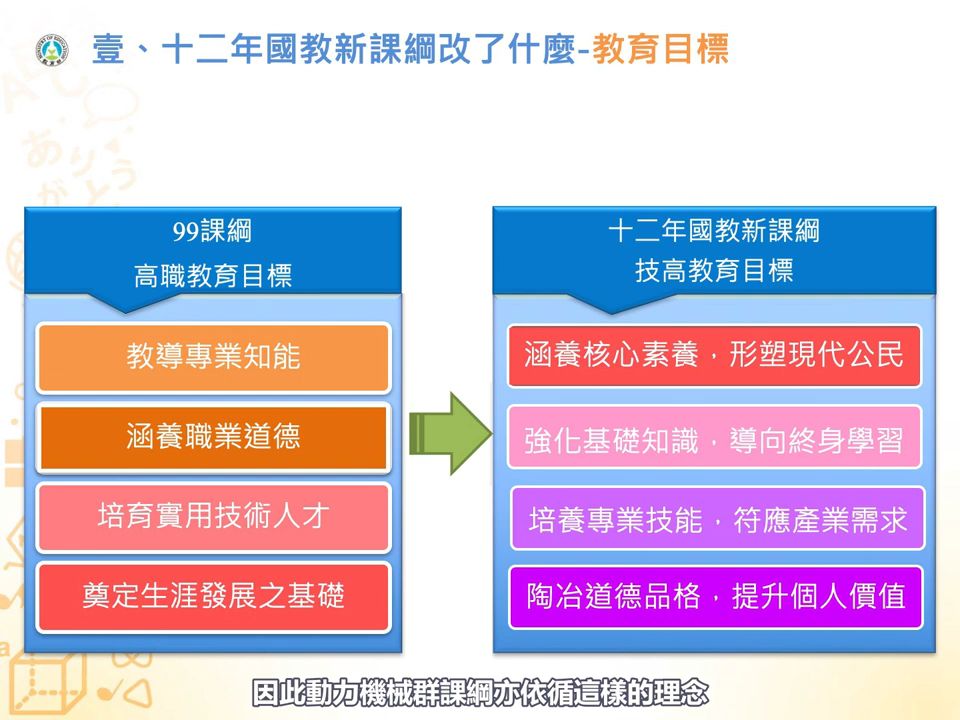 壹、十二年國教新課綱改了什麼-教育目標
99課綱
高職教育目標
教導專業知能
涵養職業道德
培育實用技術人才
奠定生涯發展之基礎
十二年國教新課綱
技高教育目標
涵養核心素養，形塑現代公民
強化基礎知識，導向終身學習
培養專業技能，符應產業需求
陶冶道德品格，提升個人價值
因此動力機械群課綱亦依循這樣的理念